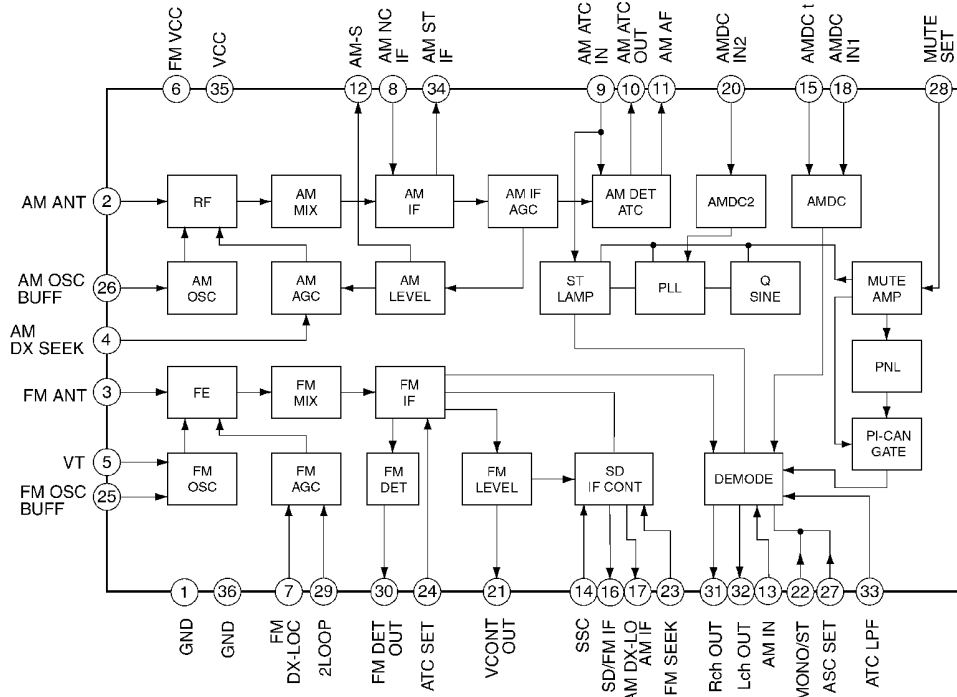 FM VCC
VCC
AM-S
AM NC
IF
AM ST
IF
AM ATC
IN
AM ATC
OUT
AM AF
AMDC
IN2
AMDC t
AMDC
IN1
MUTE
SET
6
35
12
8
34
9
10
11
20
15
18
28
AM ANT
2
RF
AM
MIX
AM
IF
AM IF
AGC
AM DET
ATC
AMDC2
AMDC
AM OSC
BUFF
26
AM
OSC
AM
AGC
AM
LEVEL
ST
LAMP
PLL
Q
SINE
MUTE
AMP
AM
DX SEEK
4
PNL
FM ANT
3
FE
FM
MIX
FM
IF
PI-CAN
GATE
VT
5
FM OSC
BUFF
25
FM
OSC
FM
AGC
FM
DET
FM
LEVEL
SD
IF CONT
DEMODE
1
36
7
29
30
24
21
14
16
17
23
31
32
13
22
27
33
GND
GND
FM
DX-LOC
2LOOP
FM DET
OUT
ATC SET
VCONT
OUT
SSC
SD/FM IF
AM DX-LO
AM IF
FM SEEK
Rch OUT
Lch OUT
AM IN
MONO/ST
ASC SET
ATC LPF